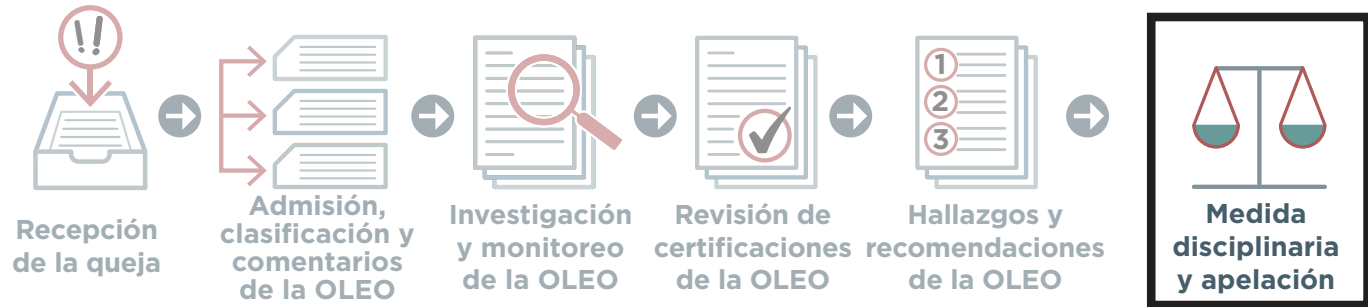 !!
1
2
3
Recepción
de la queja
Admisión,
clasificación y
comentarios
de la OLEO
Investigación
y monitoreo
de la OLEO
Revisión de
certificaciones
de la OLEO
Hallazgos y
recomendaciones
de la OLEO
Medida
disciplinaria
y apelación